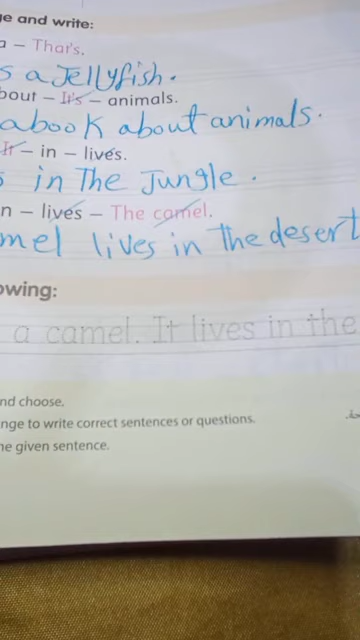 ge and write:
a – That's.
s a Jellyfish.
bout – It's – animals.
a book about animals.
It – in – lives.
s in The Jungle.
n – lives – The camel.
mel lives in The desert
owing:
a camel. It lives in the
nd choose.
nge to write correct sentences or questions.
he given sentence.